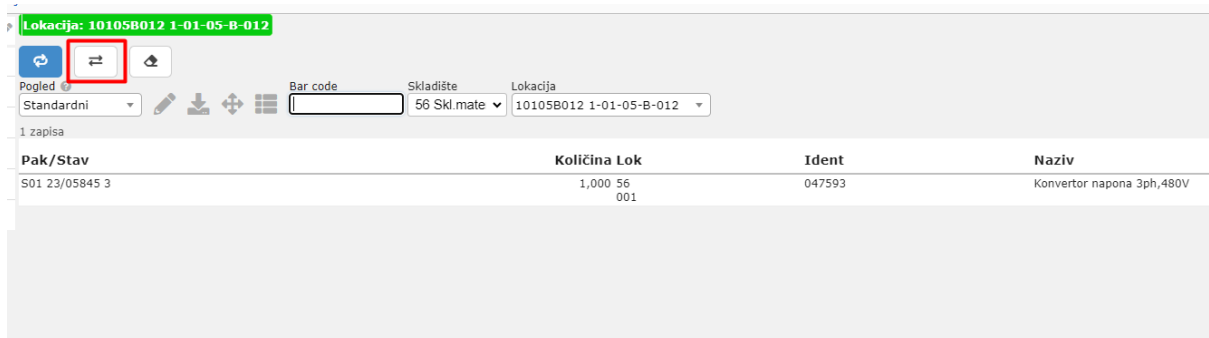 Lokacija: 10105B012 1-01-05-B-012
Pogled Bar code Skladište Lokacija
Standardni 56 Skl.mate 10105B012 1-01-05-B-012
1 zapisa
Pak/Stav Količina Lok Ident Naziv
S01 23/05845 3 1,000 56 047593 Konvertor napona 3ph,480V
001